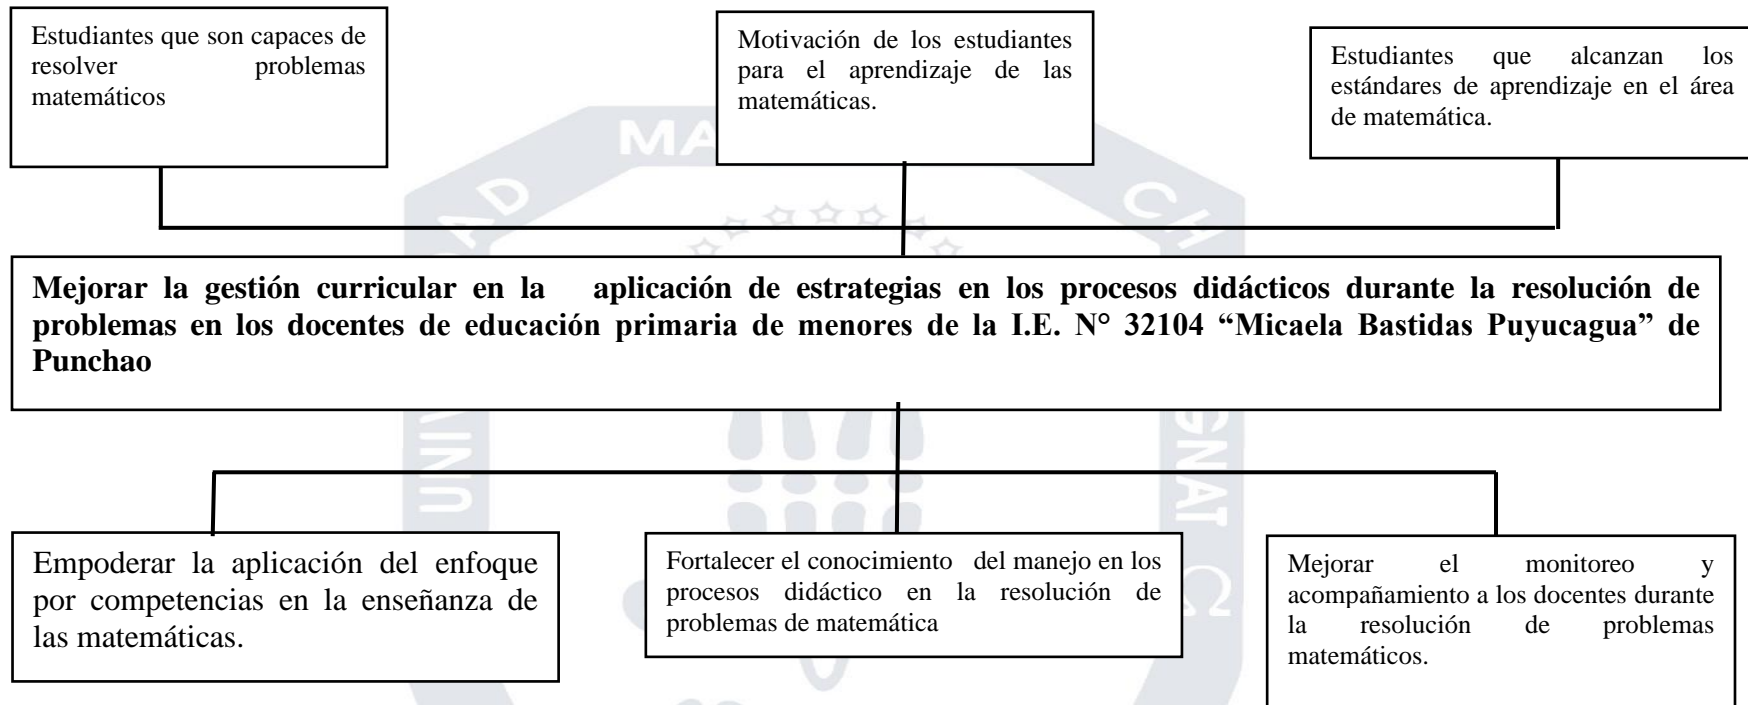 Estudiantes que son capaces de
resolver problemas
matemáticos
Motivación de los estudiantes
para el aprendizaje de las
matemáticas.
Estudiantes que alcanzan los
estándares de aprendizaje en el área
de matemática.
Mejorar la gestión curricular en la aplicación de estrategias en los procesos didácticos durante la resolución de
problemas en los docentes de educación primaria de menores de la I.E. N° 32104 “Micaela Bastidas Puyucagua” de
Punchao
Empoderar la aplicación del enfoque
por competencias en la enseñanza de
las matemáticas.
Fortalecer el conocimiento del manejo en los
procesos didáctico en la resolución de
problemas de matemática
Mejorar el monitoreo y
acompañamiento a los docentes durante
la resolución de problemas
matemáticos.